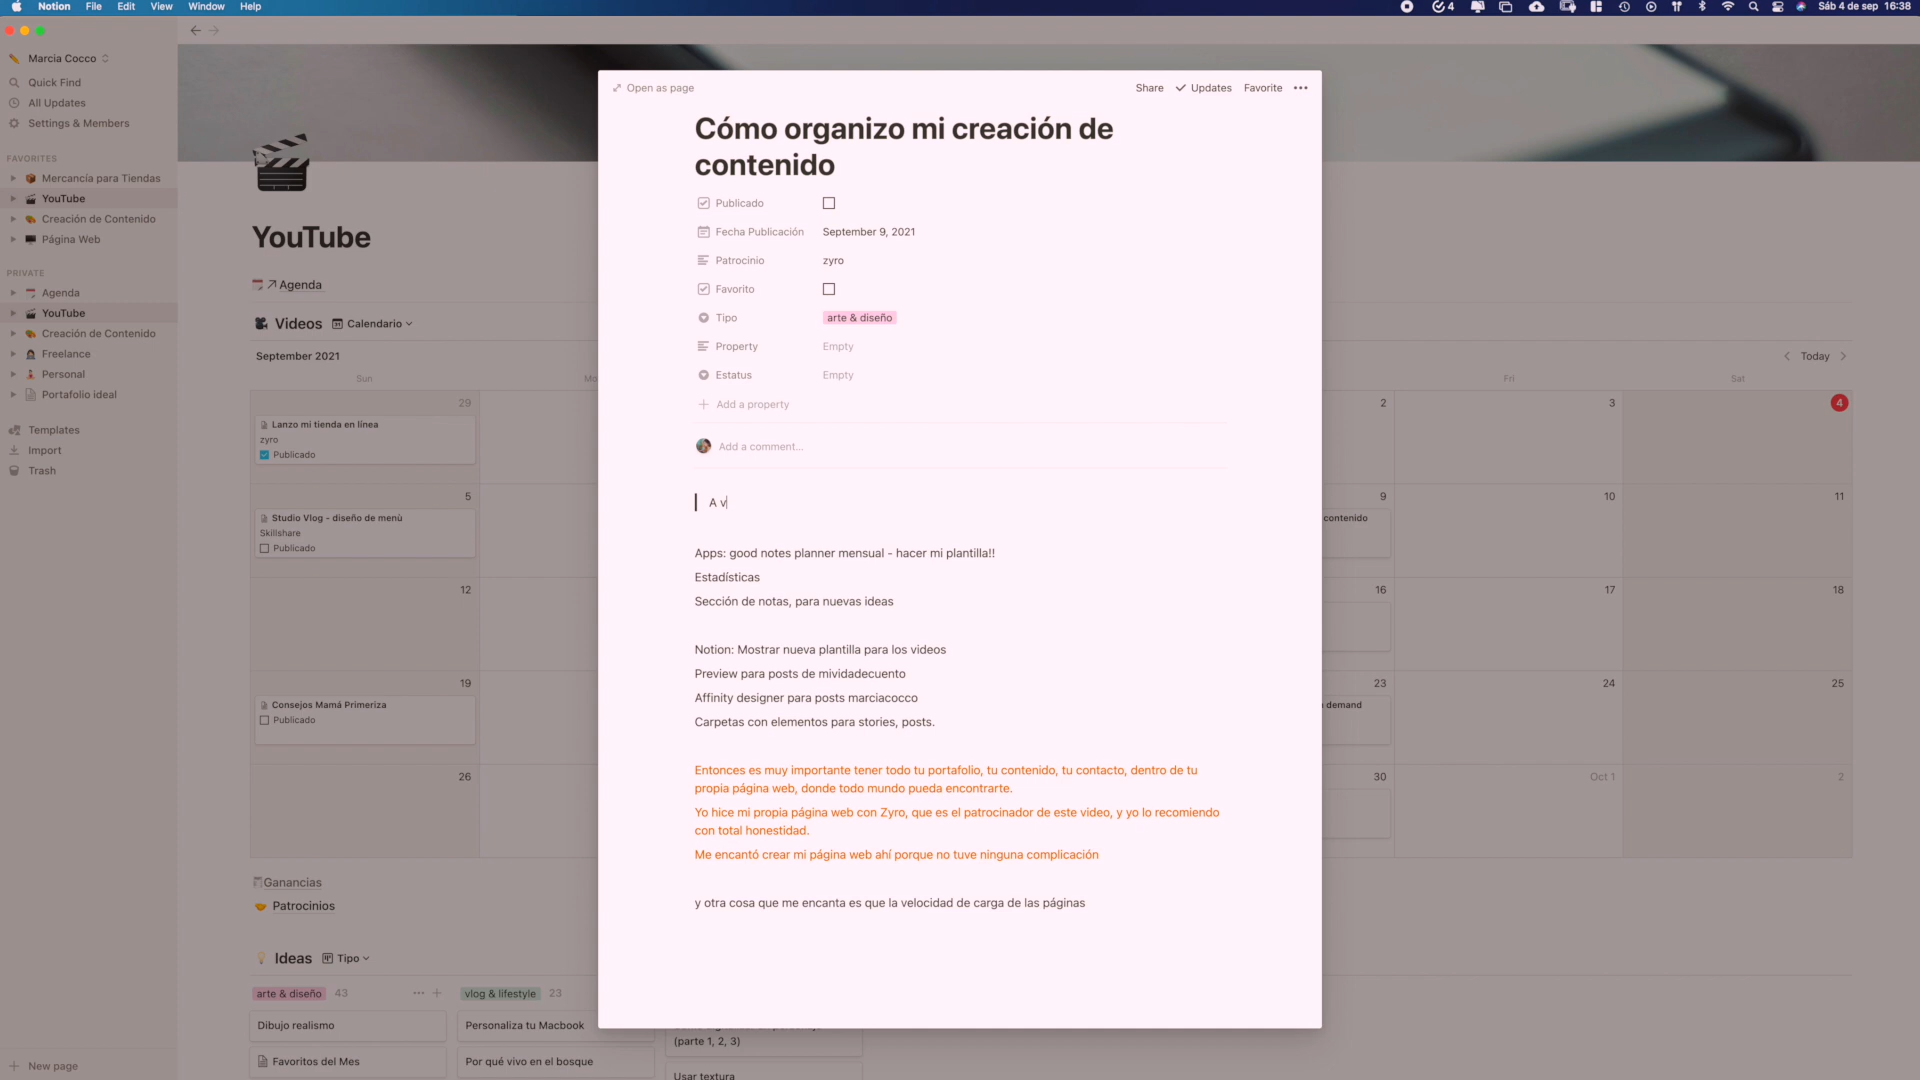 Notion File Edit View Window Help
4
Sáb 4 de sep 16:38
Marcia Cocco
Quick Find
All Updates
Settings & Members
FAVORITES
Mercancía para Tiendas
YouTube
Creación de Contenido
Página Web
PRIVATE
Agenda
YouTube
Creación de Contenido
Freelance
Personal
Portafolio ideal
Templates
Import
Trash
New page
YouTube
Agenda
Videos Calendario
September 2021
Today
Sun
Fri
Sat
29
2
3
4
Lanzo mi tienda en línea
zyro
Publicado
5
9
10
11
Studio Vlog - diseño de menù
Skillshare
Publicado
contenido
12
16
17
18
19
23
24
25
Consejos Mamá Primeriza
Publicado
demand
26
30
Oct 1
2
Ganancias
Patrocinios
Ideas Tipo
arte & diseño 43
vlog & lifestyle 23
Dibujo realismo
Personaliza tu Macbook
(parte 1, 2, 3)
Favoritos del Mes
Por qué vivo en el bosque
Usar textura
Open as page
Share Updates Favorite
Cómo organizo mi creación de
contenido
Publicado
Fecha Publicación September 9, 2021
Patrocinio zyro
Favorito
Tipo arte & diseño
Property Empty
Estatus Empty
Add a property
Add a comment...
A v
Apps: good notes planner mensual - hacer mi plantilla!!
Estadísticas
Sección de notas, para nuevas ideas
Notion: Mostrar nueva plantilla para los videos
Preview para posts de mividadecuento
Affinity designer para posts marciacocco
Carpetas con elementos para stories, posts.
Entonces es muy importante tener todo tu portafolio, tu contenido, tu contacto, dentro de tu
propia página web, donde todo mundo pueda encontrarte.
Yo hice mi propia página web con Zyro, que es el patrocinador de este video, y yo lo recomiendo
con total honestidad.
Me encantó crear mi página web ahí porque no tuve ninguna complicación
y otra cosa que me encanta es que la velocidad de carga de las páginas